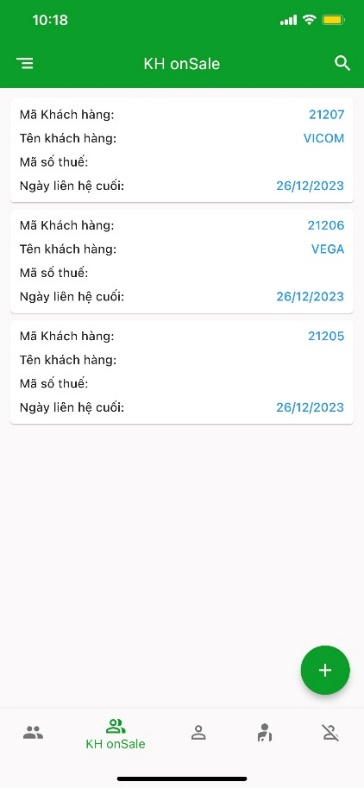 10:18
KH onSale
Mã Khách hàng: 21207
Tên khách hàng: VICOM
Mã số thuế:
Ngày liên hệ cuối: 26/12/2023
Mã Khách hàng: 21206
Tên khách hàng: VEGA
Mã số thuế:
Ngày liên hệ cuối: 26/12/2023
Mã Khách hàng: 21205
Tên khách hàng:
Mã số thuế:
Ngày liên hệ cuối: 26/12/2023
KH onSale